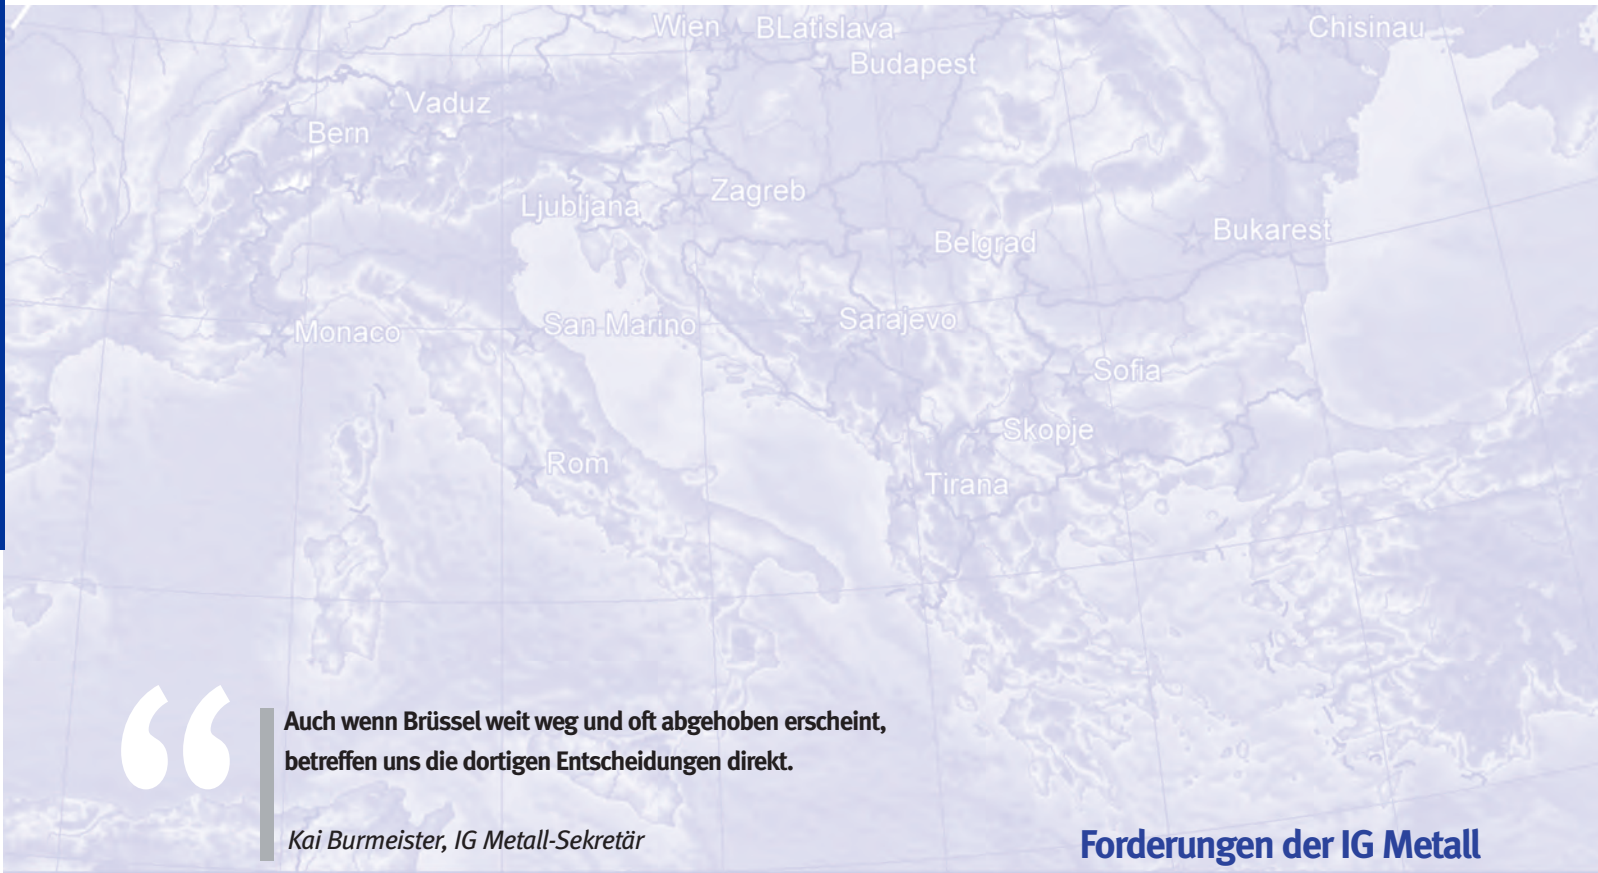 Wien
BLatislava
Chisinau
Budapest
Vaduz
Bern
Zagreb
Ljubljana
Bukarest
Belgrad
Sarajevo
San Marino
Monaco
Sofia
Skopje
Rom
Tirana
Auch wenn Brüssel weit weg und oft abgehoben erscheint,
betreffen uns die dortigen Entscheidungen direkt.
Kai Burmeister, IG Metall-Sekretär
Forderungen der IG Metall